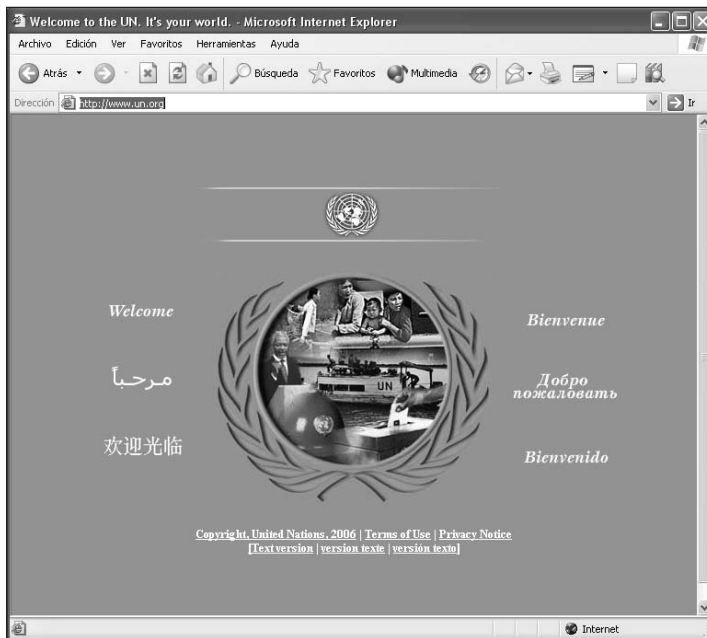 Welcome to the UN. It's your world. - Microsoft Internet Explorer
Archivo Edición Ver Favoritos Herramientas Ayuda
Atrás Búsqueda Favoritos Multimedia
Dirección http://www.un.org Ir
Welcome
Bienvenue
مرحباً
Добро
пожаловать
欢迎光临
Bienvenido
UN
Copyright, United Nations, 2006 | Terms of Use | Privacy Notice
[Text version | version texte | versión texto]
Internet